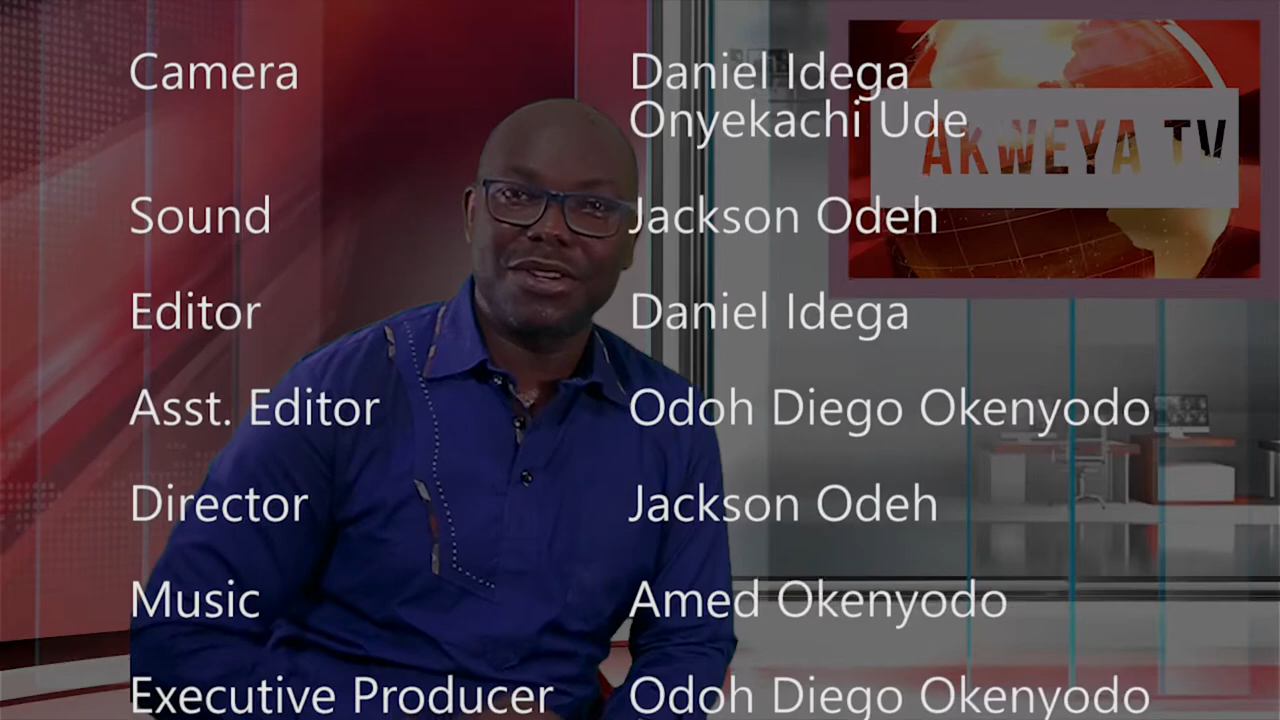 Camera Daniel Idega
Onyekachi Ude
AKWEYA TV
Sound Jackson Odeh
Editor Daniel Idega
Asst. Editor Odoh Diego Okenyodo
Director Jackson Odeh
Music Amed Okenyodo
Executive Producer Odoh Diego Okenyodo